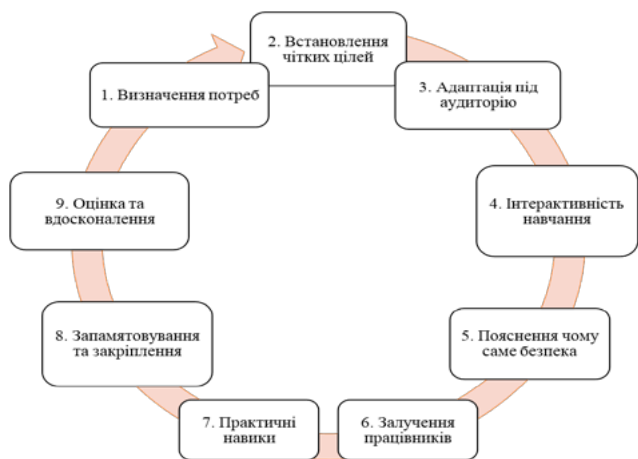 1. Визначення потреб
2. Встановлення
чітких цілей
3. Адаптація під
аудиторію
4. Інтерактивність
навчання
5. Пояснення чому
саме безпека
6. Залучення
працівників
7. Практичні
навики
8. Запамятовування
та закріплення
9. Оцінка та
вдосконалення